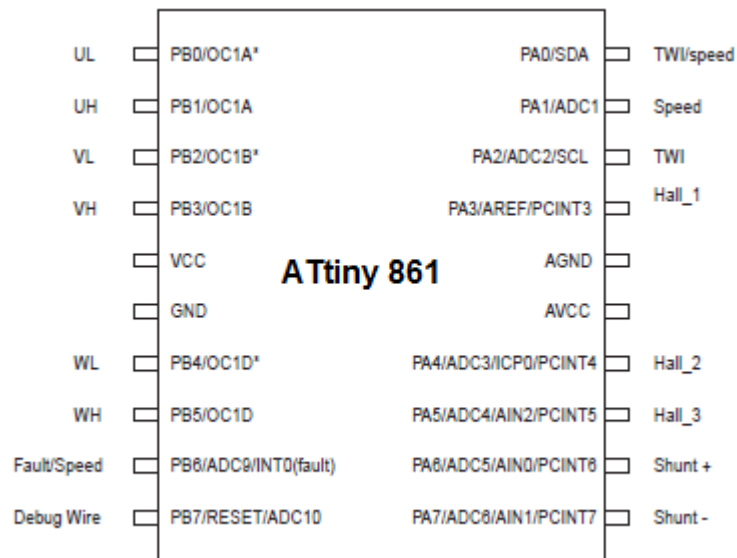 UL PB0/OC1A* PA0/SDA TWI/speed
UH PB1/OC1A PA1/ADC1 Speed
VL PB2/OC1B* PA2/ADC2/SCL TWI
VH PB3/OC1B PA3/AREF/PCINT3 Hall_1
VCC AGND
ATtiny 861
GND AVCC
WL PB4/OC1D* PA4/ADC3/ICP0/PCINT4 Hall_2
WH PB5/OC1D PA5/ADC4/AIN2/PCINT5 Hall_3
Fault/Speed PB6/ADC9/INT0(fault) PA6/ADC5/AIN0/PCINT6 Shunt +
Debug Wire PB7/RESET/ADC10 PA7/ADC6/AIN1/PCINT7 Shunt -